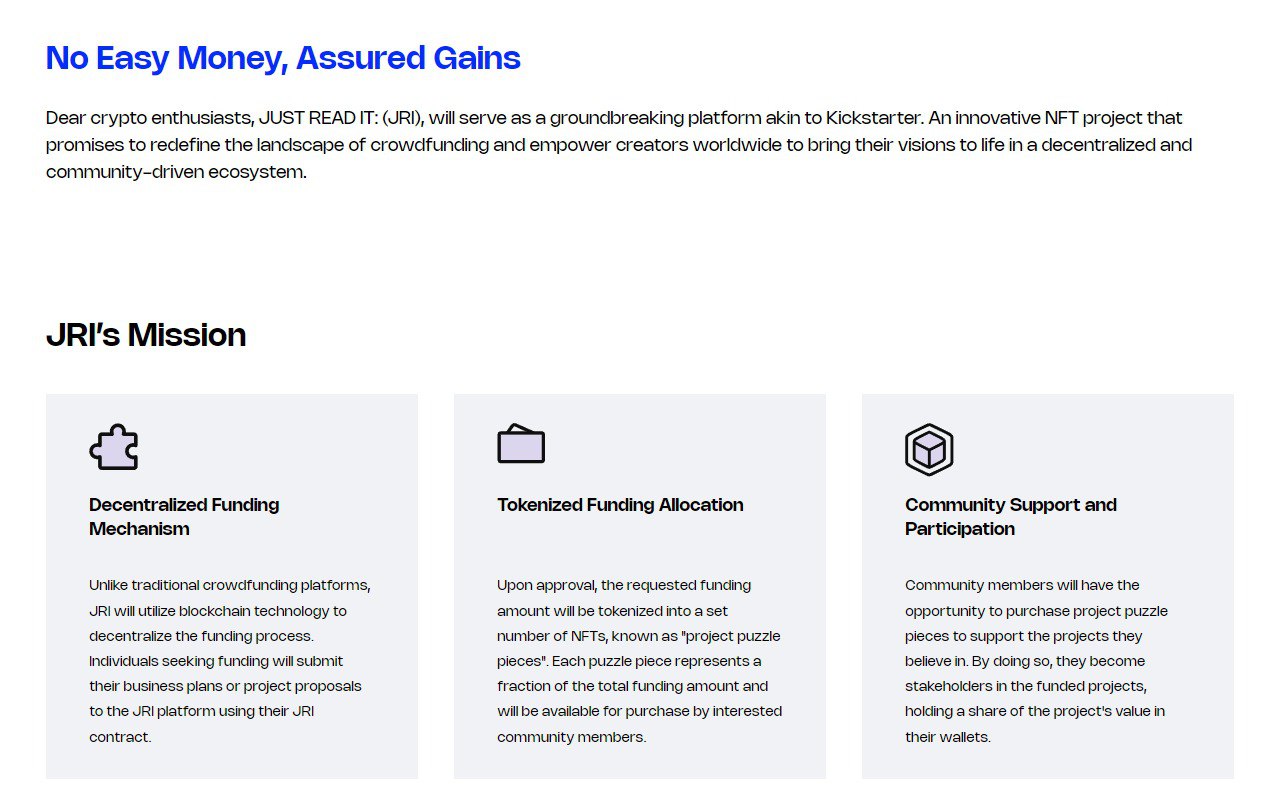 No Easy Money, Assured Gains
Dear crypto enthusiasts, JUST READ IT: (JRI), will serve as a groundbreaking platform akin to Kickstarter. An innovative NFT project that
promises to redefine the landscape of crowdfunding and empower creators worldwide to bring their visions to life in a decentralized and
community-driven ecosystem.
JRI's Mission
Decentralized Funding
Mechanism
Unlike traditional crowdfunding platforms,
JRI will utilize blockchain technology to
decentralize the funding process.
Individuals seeking funding will submit
their business plans or project proposals
to the JRI platform using their JRI
contract.
Tokenized Funding Allocation
Upon approval, the requested funding
amount will be tokenized into a set
number of NFTs, known as "project puzzle
pieces". Each puzzle piece represents a
fraction of the total funding amount and
will be available for purchase by interested
community members.
Community Support and
Participation
Community members will have the
opportunity to purchase project puzzle
pieces to support the projects they
believe in. By doing so, they become
stakeholders in the funded projects,
holding a share of the project's value in
their wallets.